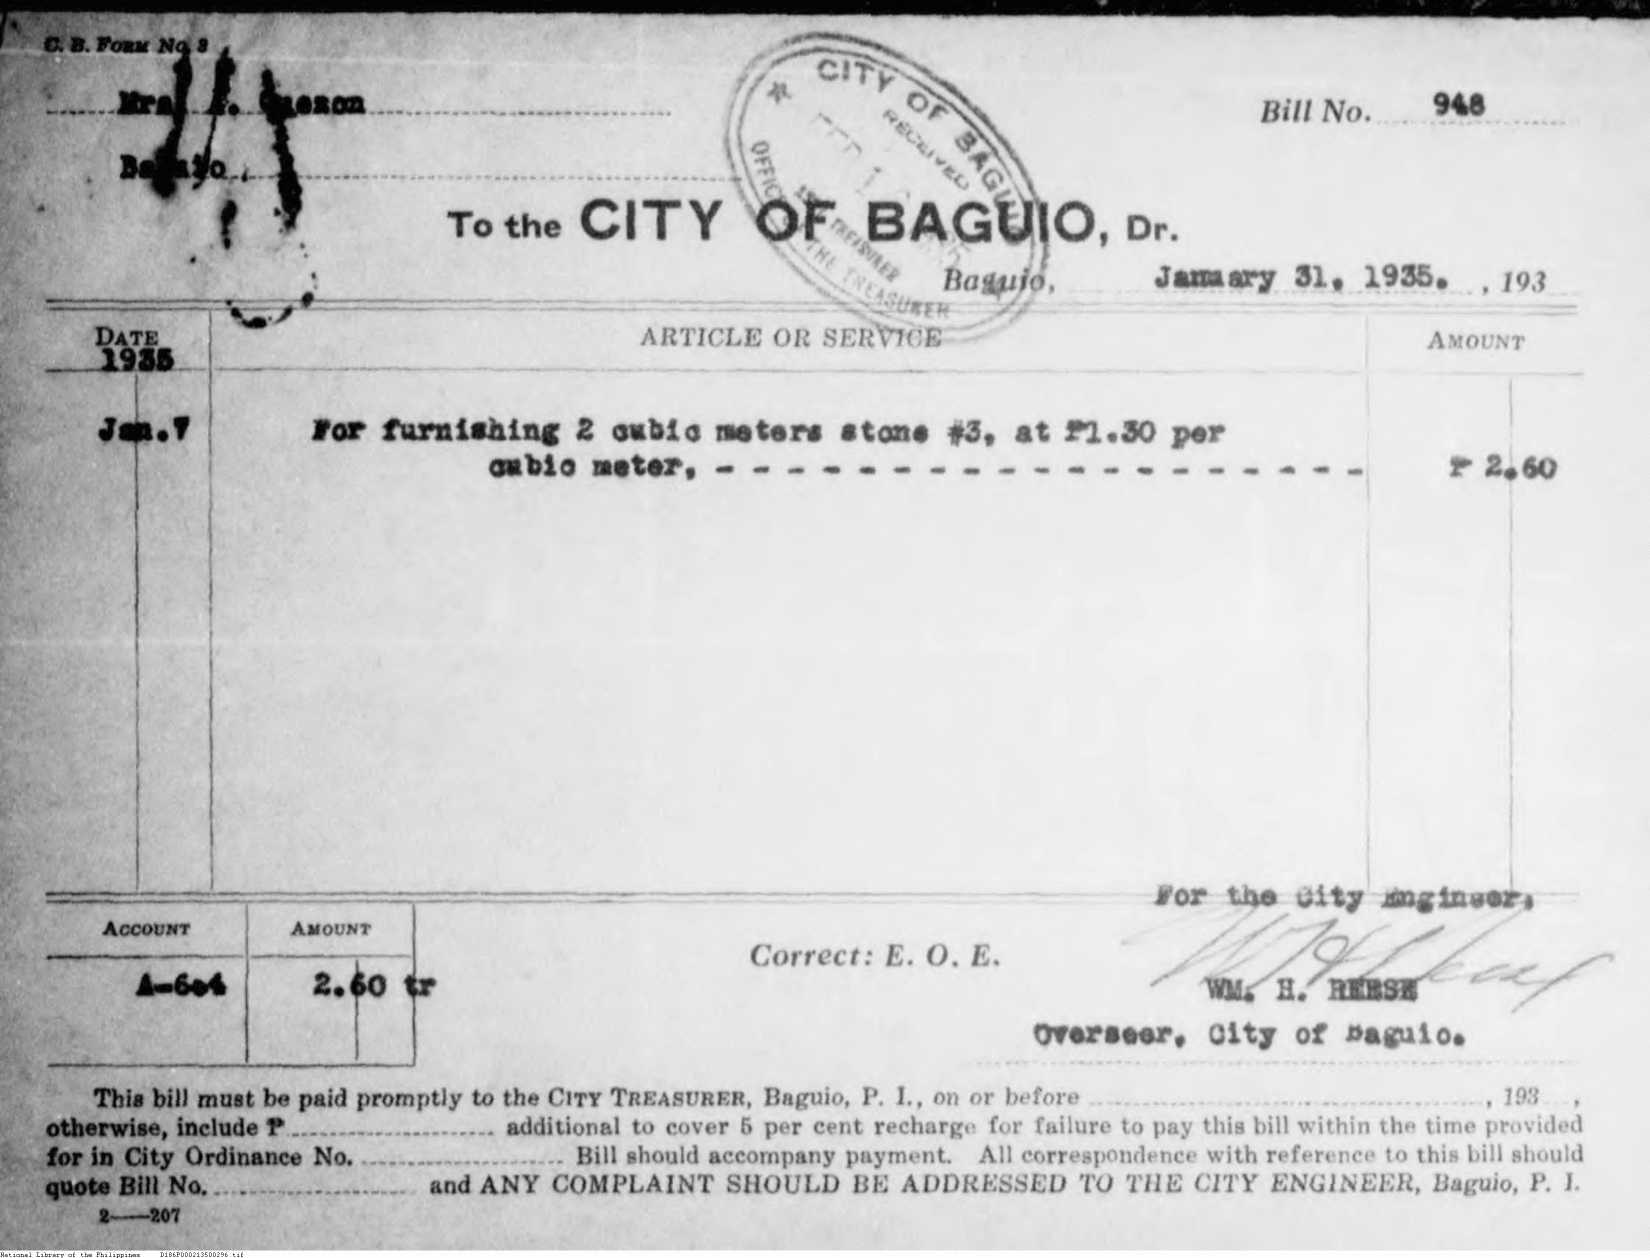 C. B. Form No. 3
Mrs. A. Quezon
Bill No. 948
Baguio.
CITY OF BAGUIO
RECEIVED
OFFICE
THE TREASURER
To the CITY OF BAGUIO, Dr.
Baguio, January 31, 1935. , 193
DATE ARTICLE OR SERVICE AMOUNT
1935
Jan.7 For furnishing 2 cubic meters stone #3, at ₱1.30 per
cubic meter, - - - - - - - - - - - - - - - - - - ₱ 2.60
For the City Engineer,
ACCOUNT AMOUNT
Correct: E. O. E.
A-604 2.60 tr
WM. H. REESE
Overseer, City of Baguio.
This bill must be paid promptly to the CITY TREASURER, Baguio, P. I., on or before , 193 ,
otherwise, include ₱ additional to cover 5 per cent recharge for failure to pay this bill within the time provided
for in City Ordinance No. Bill should accompany payment. All correspondence with reference to this bill should
quote Bill No. and ANY COMPLAINT SHOULD BE ADDRESSED TO THE CITY ENGINEER, Baguio, P. I.
2——207
National Library of the Philippines D186P000213500296.tif